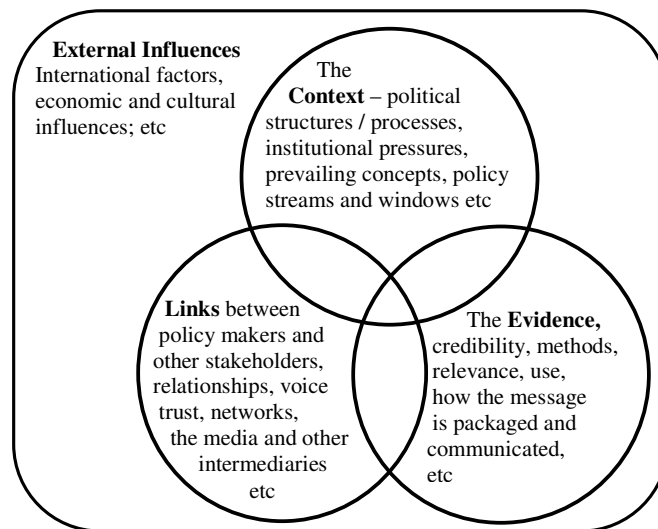 External Influences
International factors,
economic and cultural
influences; etc
The
Context – political
structures / processes,
institutional pressures,
prevailing concepts, policy
streams and windows etc
Links between
policy makers and
other stakeholders,
relationships, voice
trust, networks,
the media and other
intermediaries
etc
The Evidence,
credibility, methods,
relevance, use,
how the message
is packaged and
communicated,
etc